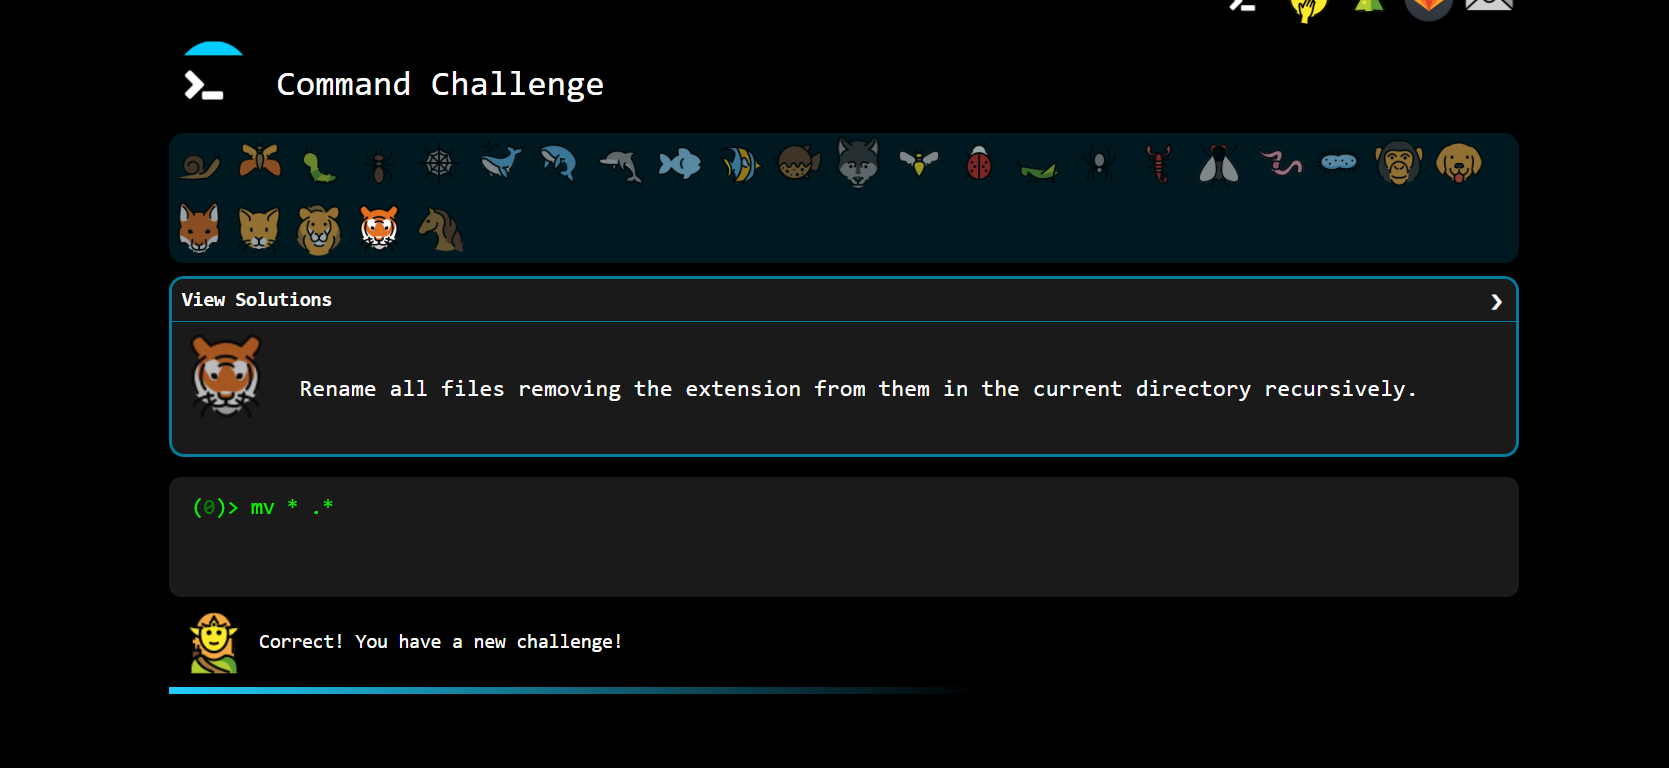 Command Challenge
View Solutions
Rename all files removing the extension from them in the current directory recursively.
(0)> mv * .*
Correct! You have a new challenge!